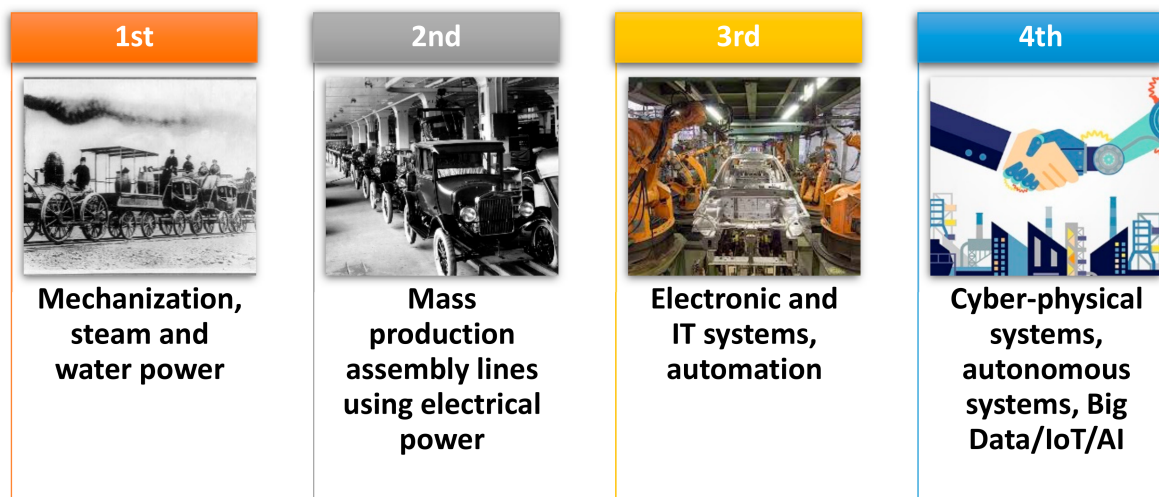 1st
Mechanization,
steam and
water power
2nd
Mass
production
assembly lines
using electrical
power
3rd
Electronic and
IT systems,
automation
4th
Cyber-physical
systems,
autonomous
systems, Big
Data/IoT/AI